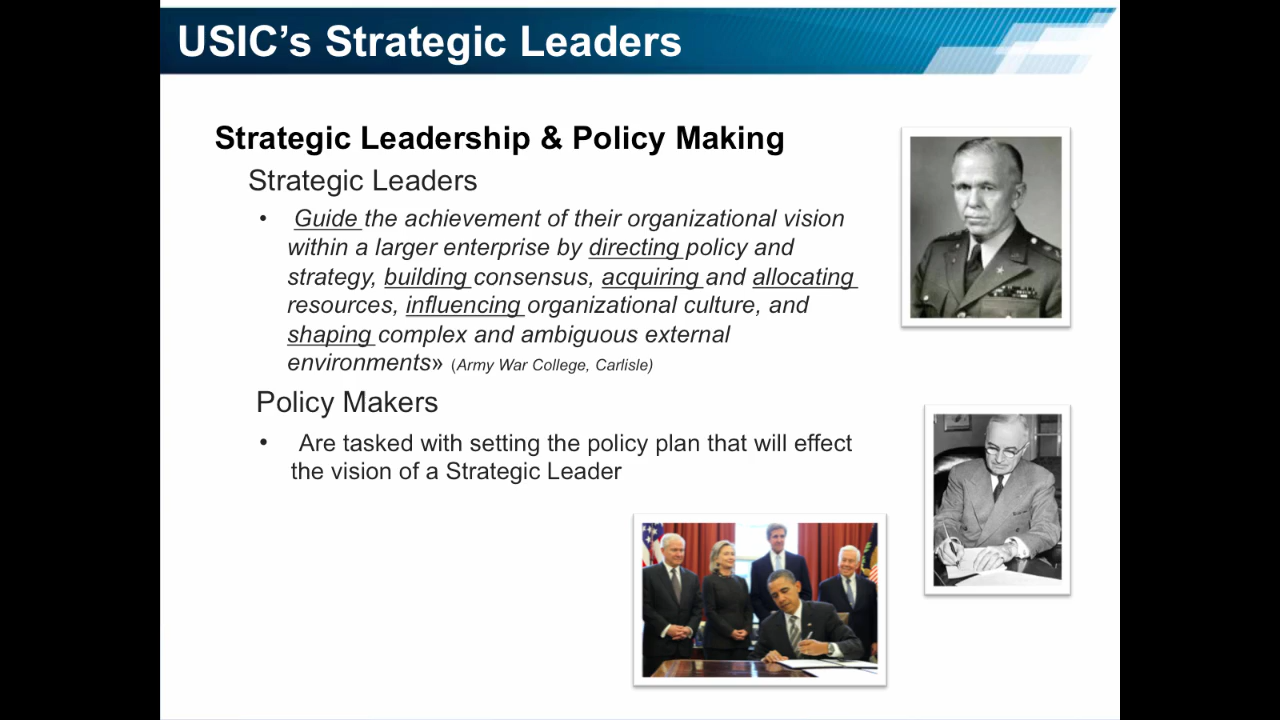 USIC’s Strategic Leaders
Strategic Leadership & Policy Making
Strategic Leaders
• Guide the achievement of their organizational vision
within a larger enterprise by directing policy and
strategy, building consensus, acquiring and allocating
resources, influencing organizational culture, and
shaping complex and ambiguous external
environments» (Army War College, Carlisle)
Policy Makers
• Are tasked with setting the policy plan that will effect
the vision of a Strategic Leader